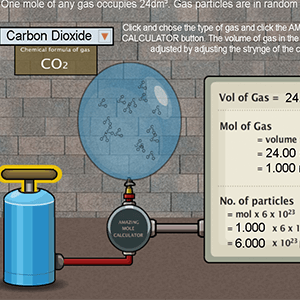 One mole of any gas occupies 24dm³. Gas particles are in random
Click and chose the type of gas and click the AM
CALCULATOR button. The volume of gas in the
adjusted by adjusting the strynge of the c
Carbon Dioxide
Chemical formula of gas
CO₂
Vol of Gas = 24.
Mol of Gas
= volume
= 24.00
= 1.000
No. of particles
= mol x 6 x 10²³
= 1.000 x 6 x 1
= 6.000 x 10²³
AMAZING
MOLE
CALCULATOR